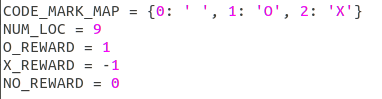 CODE_MARK_MAP = {0: ' ', 1: 'O', 2: 'X'}
NUM_LOC = 9
O_REWARD = 1
X_REWARD = -1
NO_REWARD = 0